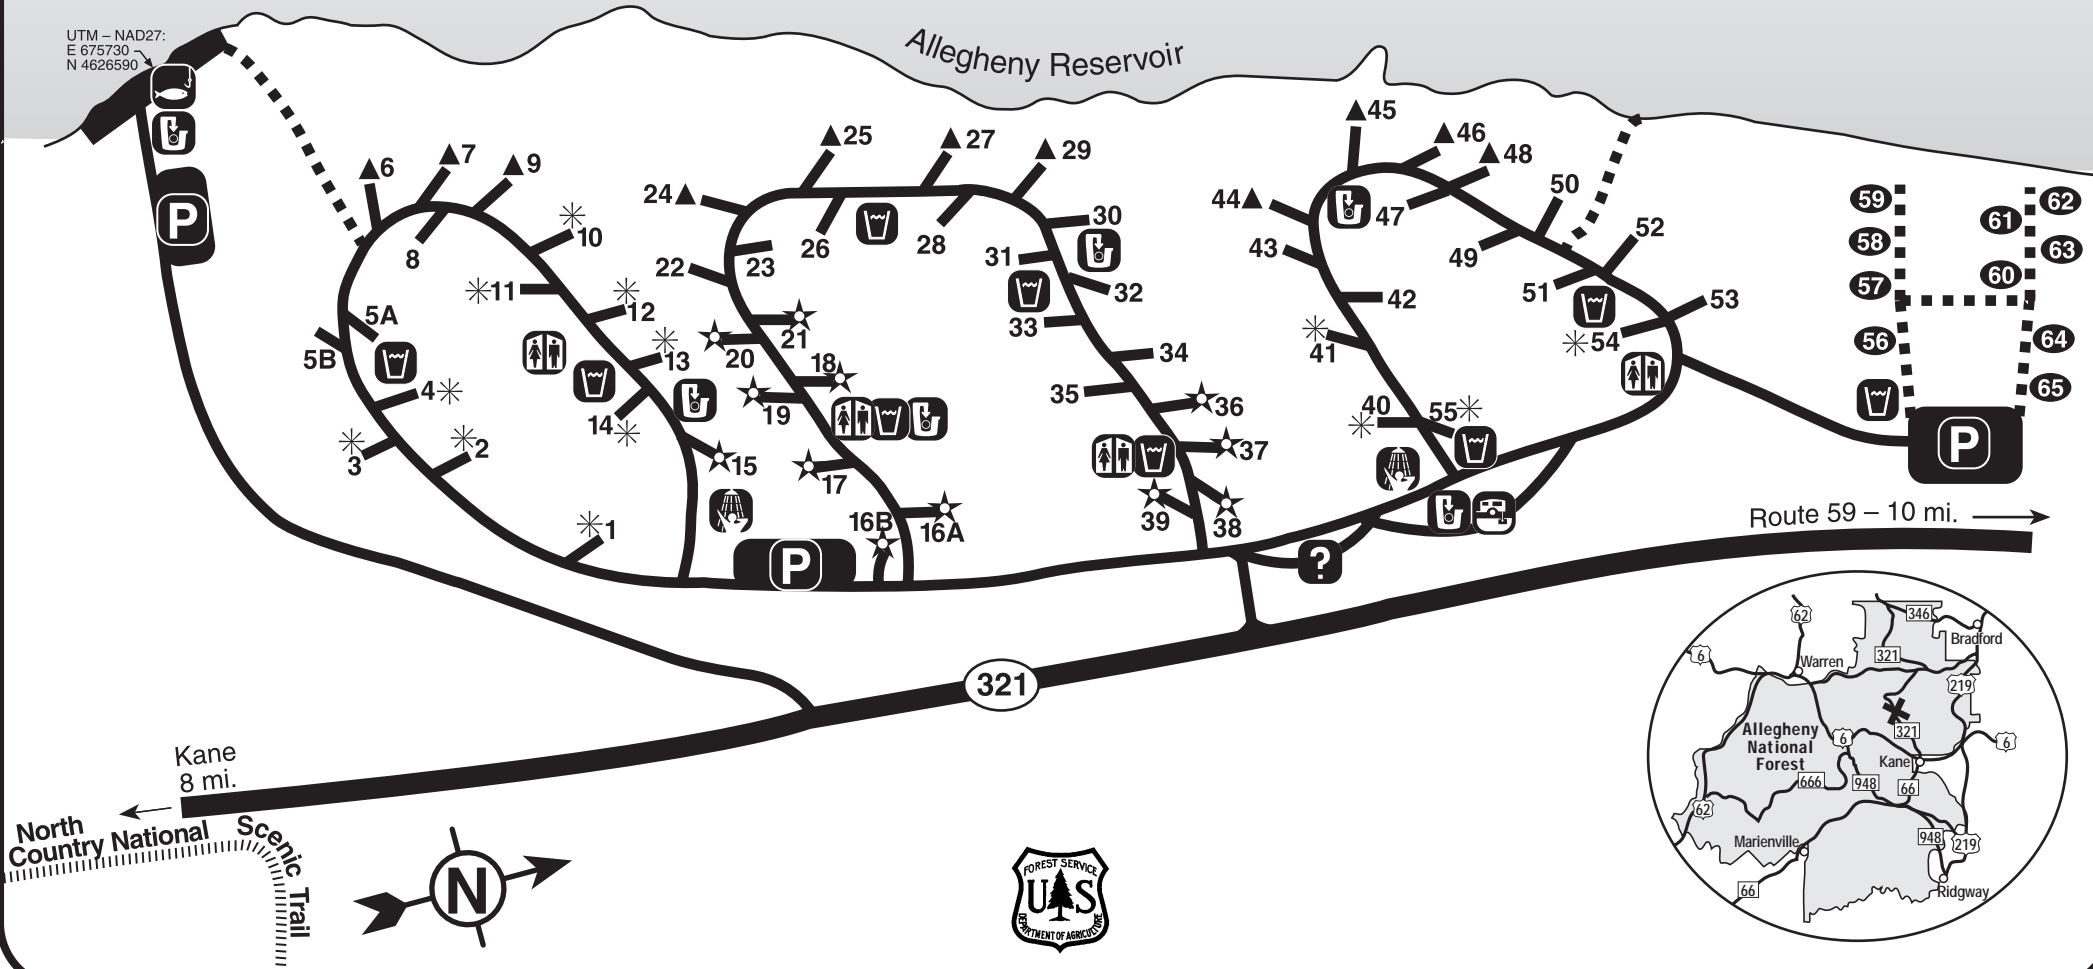 UTM – NAD27:
E 675730
N 4626590
Allegheny Reservoir
P
6
7
9
8
10
11
12
13
14
15
5A
5B
4
3
2
1
24
25
26
27
28
29
30
31
32
33
34
35
36
37
38
39
23
22
21
20
18
19
17
16B
16A
P
44
45
46
48
47
50
49
52
51
53
54
43
42
41
40
55
?
59
58
57
56
62
61
63
60
64
65
P
Route 59 – 10 mi.
321
Kane
8 mi.
North
Country National
Scenic
Trail
N
FOREST SERVICE
U S
DEPARTMENT OF AGRICULTURE
62
346
Bradford
6
Warren
321
219
Allegheny
National
Forest
6
321
6
Kane
666
948
66
62
Marienville
948
219
66
Ridgway